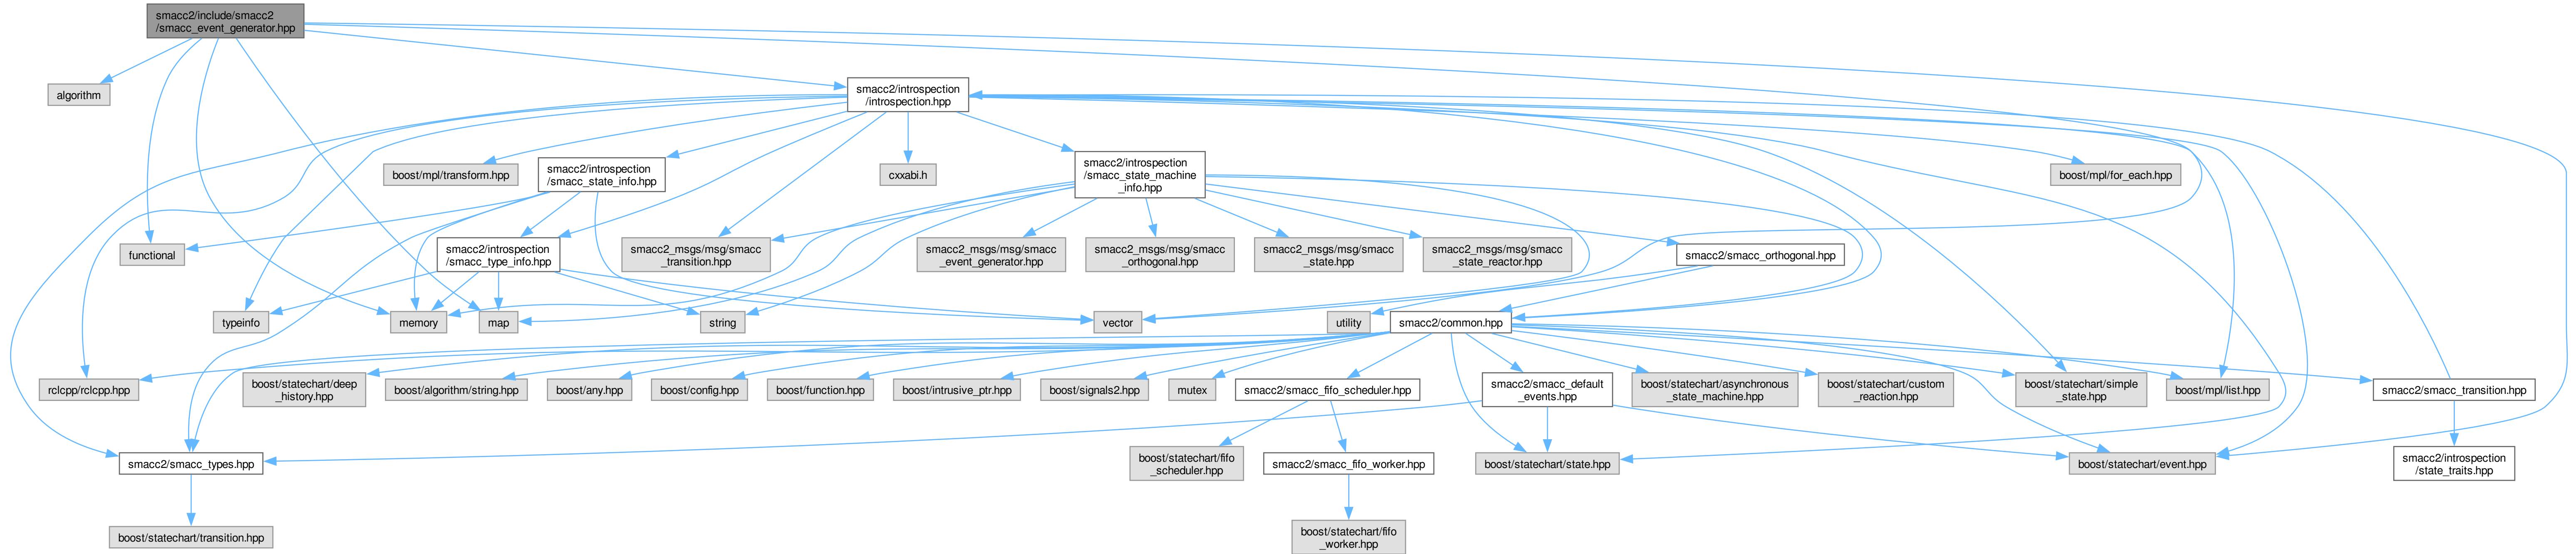 smacc2/include/smacc2
/smacc_event_generator.hpp
algorithm
smacc2/introspection
/introspection.hpp
boost/mpl/transform.hpp
smacc2/introspection
/smacc_state_info.hpp
cxxabi.h
smacc2/introspection
/smacc_state_machine
_info.hpp
boost/mpl/for_each.hpp
functional
smacc2/introspection
/smacc_type_info.hpp
smacc2_msgs/msg/smacc
_transition.hpp
smacc2_msgs/msg/smacc
_event_generator.hpp
smacc2_msgs/msg/smacc
_orthogonal.hpp
smacc2_msgs/msg/smacc
_state.hpp
smacc2_msgs/msg/smacc
_state_reactor.hpp
smacc2/smacc_orthogonal.hpp
typeinfo
memory
map
string
vector
utility
smacc2/common.hpp
rclcpp/rclcpp.hpp
boost/statechart/deep
_history.hpp
boost/algorithm/string.hpp
boost/any.hpp
boost/config.hpp
boost/function.hpp
boost/intrusive_ptr.hpp
boost/signals2.hpp
mutex
smacc2/smacc_fifo_scheduler.hpp
smacc2/smacc_default
_events.hpp
boost/statechart/asynchronous
_state_machine.hpp
boost/statechart/custom
_reaction.hpp
boost/statechart/simple
_state.hpp
boost/mpl/list.hpp
smacc2/smacc_transition.hpp
smacc2/smacc_types.hpp
boost/statechart/fifo
_scheduler.hpp
smacc2/smacc_fifo_worker.hpp
boost/statechart/state.hpp
boost/statechart/event.hpp
smacc2/introspection
/state_traits.hpp
boost/statechart/transition.hpp
boost/statechart/fifo
_worker.hpp